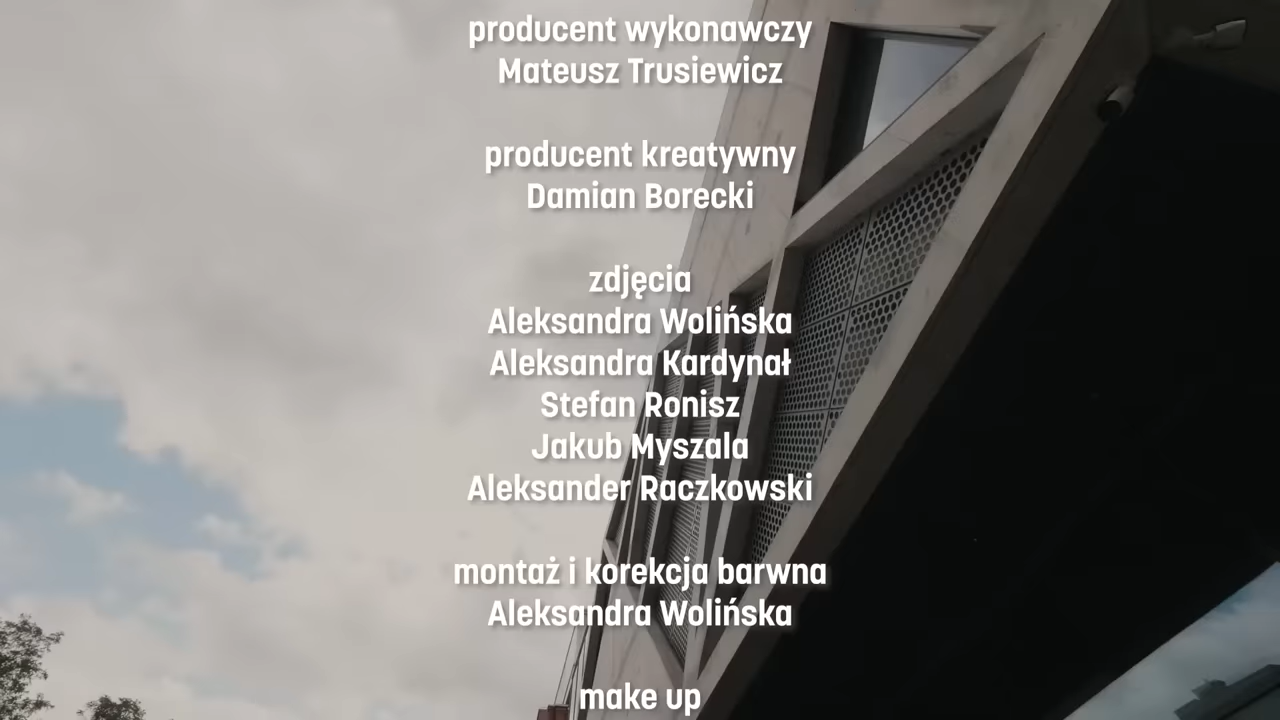 producent wykonawczy
Mateusz Trusiewicz
producent kreatywny
Damian Borecki
zdjęcia
Aleksandra Wolińska
Aleksandra Kardynał
Stefan Ronisz
Jakub Myszala
Aleksander Raczkowski
montaż i korekcja barwna
Aleksandra Wolińska
make up